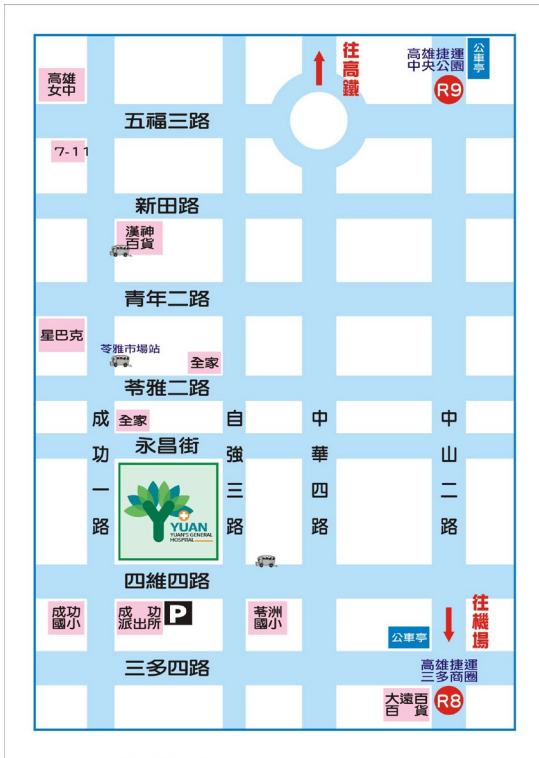 往高鐵
高雄捷運
中央公園
公車亭
R9
高雄
女中
五福三路
7-11
新田路
漢神
百貨
青年二路
星巴克
苓雅市場站
全家
苓雅二路
成功一路
全家
自強三路
中華四路
中山二路
永昌街
YUAN
YUAN'S GENERAL
HOSPITAL
四維四路
成功
國小
成功
派出所
P
苓洲
國小
往機場
公車亭
三多四路
高雄捷運
三多商圈
大遠百
百貨
R8